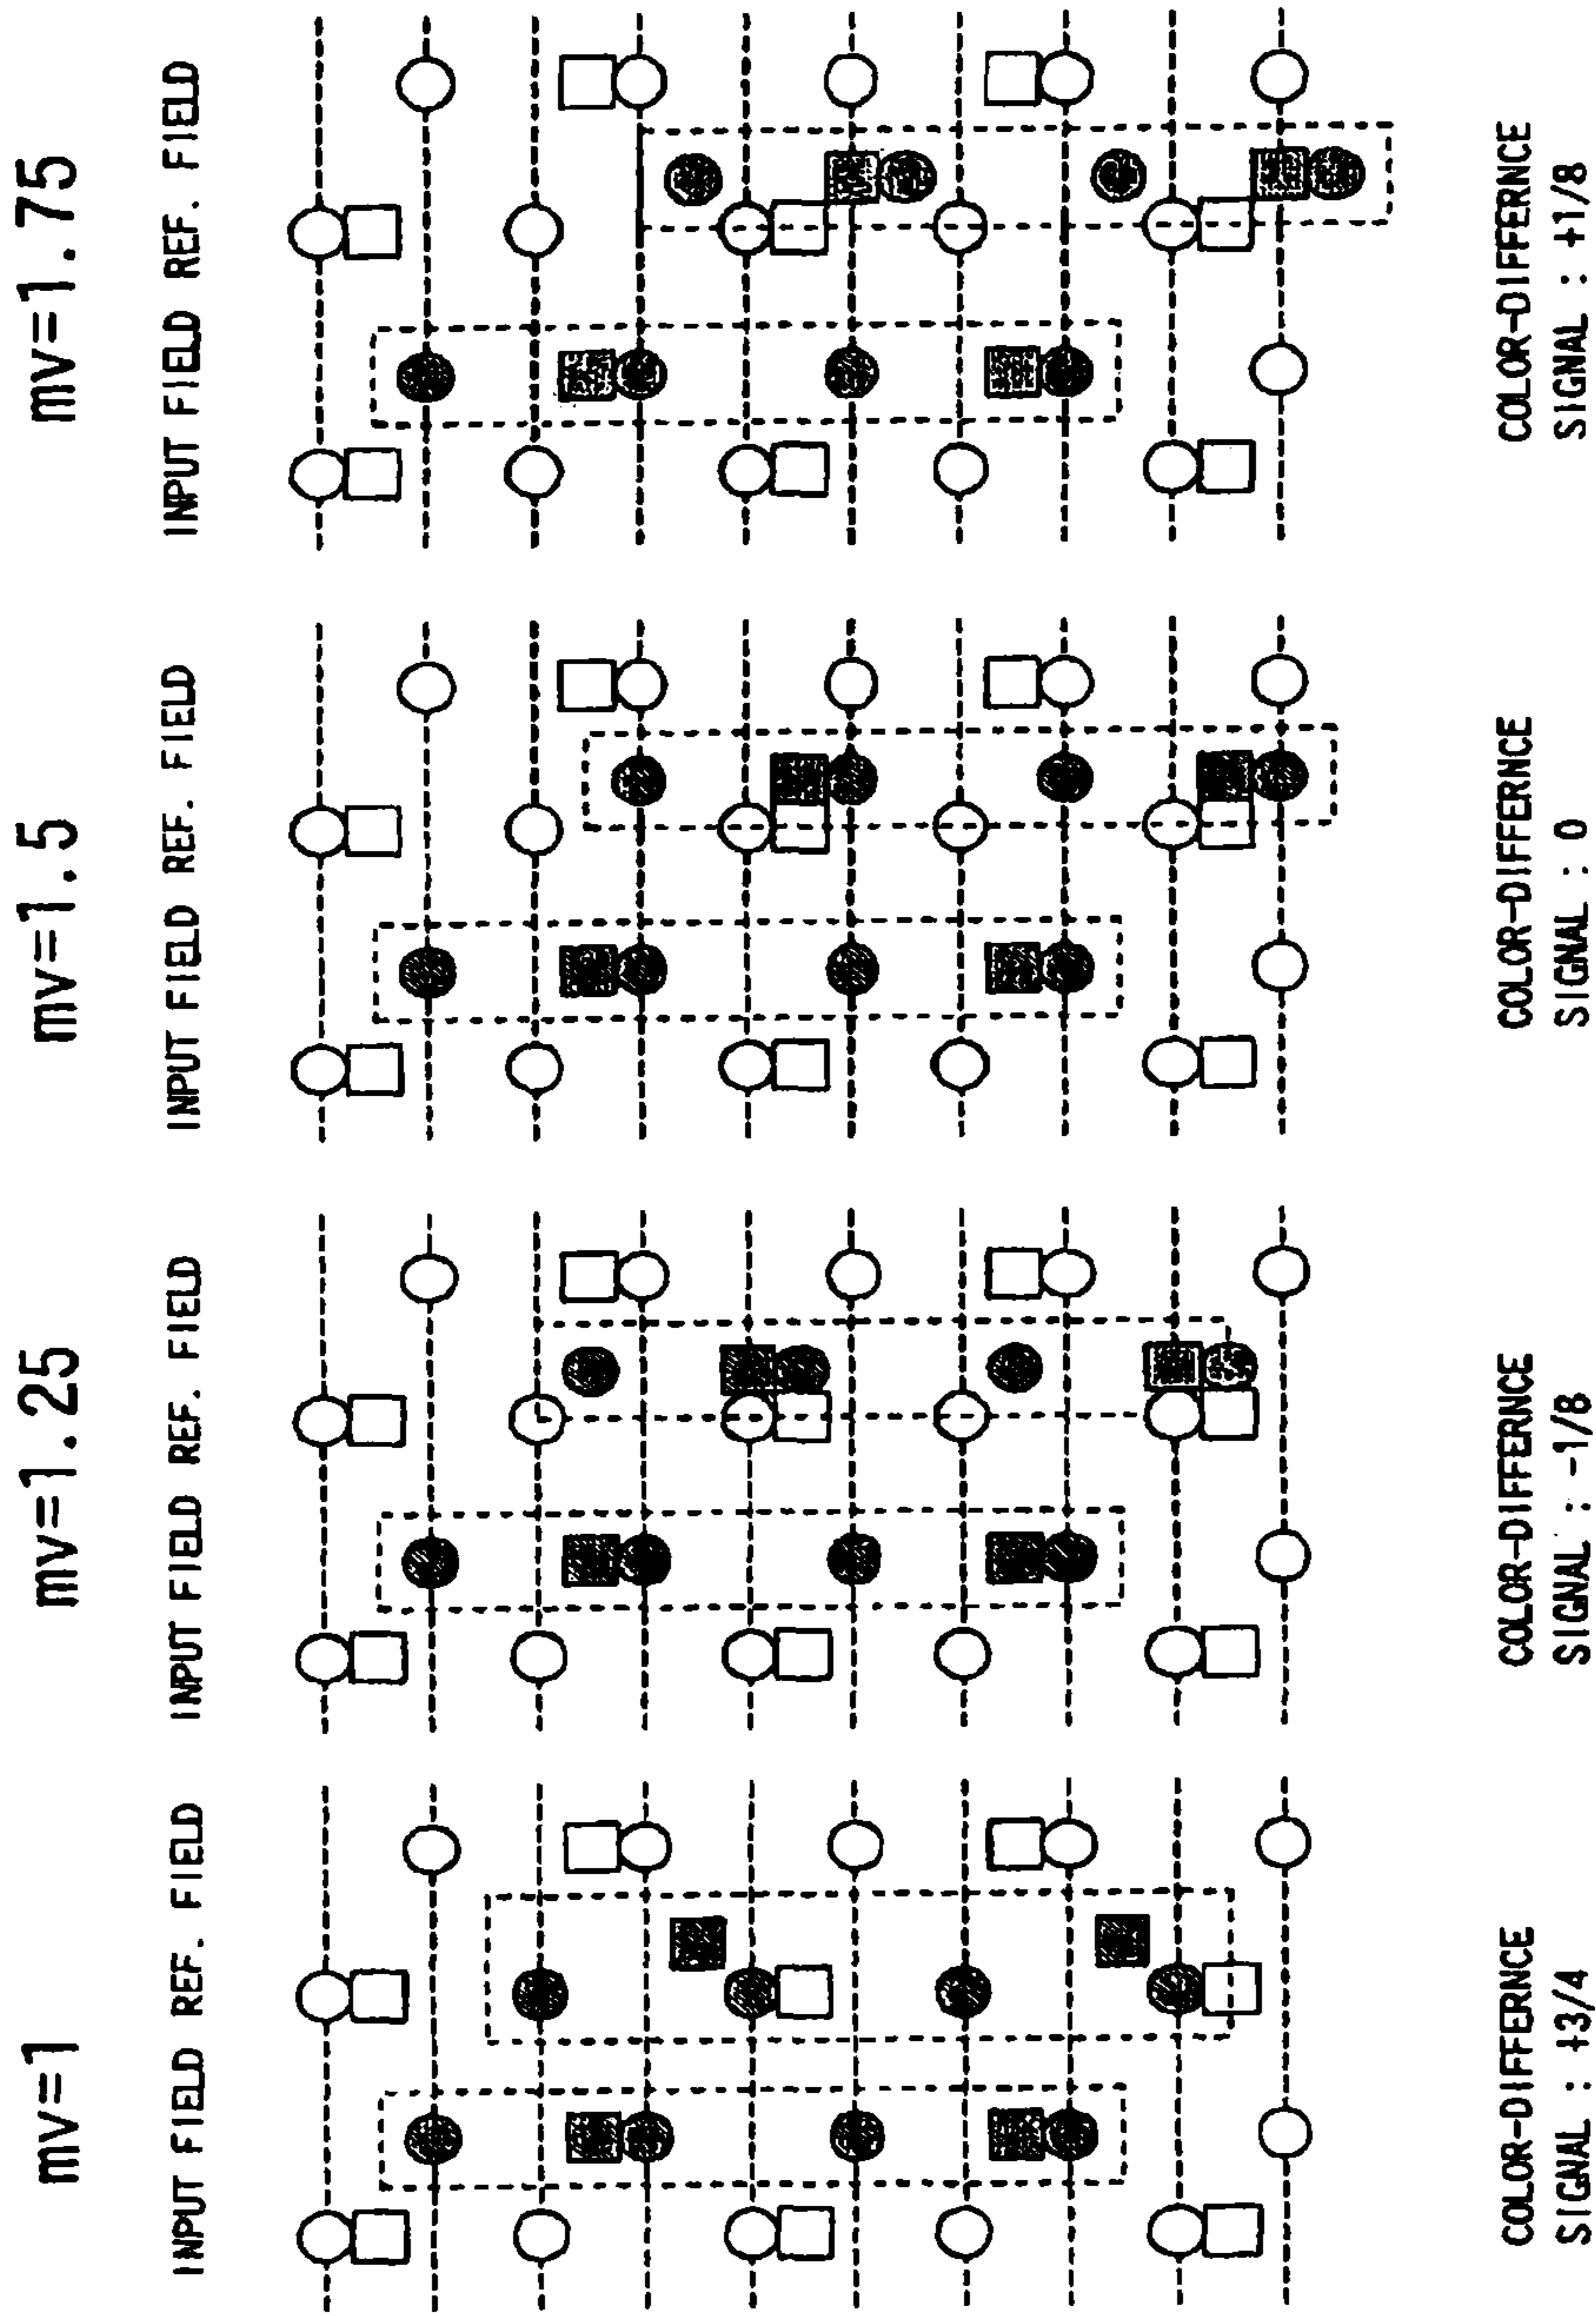 mv=1
mv=1.25
mv=1.5
mv=1.75
INPUT FIELD REF. FIELD
INPUT FIELD REF. FIELD
INPUT FIELD REF. FIELD
INPUT FIELD REF. FIELD
COLOR-DIFFERNCE
SIGNAL : +3/4
COLOR-DIFFERNCE
SIGNAL : -1/8
COLOR-DIFFERNCE
SIGNAL : 0
COLOR-DIFFERNCE
SIGNAL : +1/8